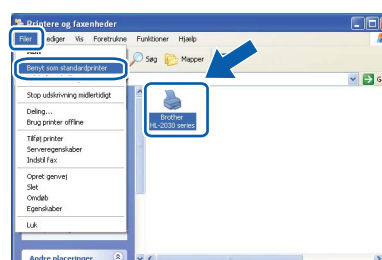 Printere og faxenheder
Filer ediger Vis Foretrukne Funktioner Hjælp
Søg Mapper
Benyt som standardprinter
Stop udskrivning midlertidigt
Deling...
Brug printer offline
Tilføj printer
Serveregenskaber
Indstil fax
Opret genvej
Slet
Omdøb
Egenskaber
Luk
Brother
HL-2030 series
Andre placeringer